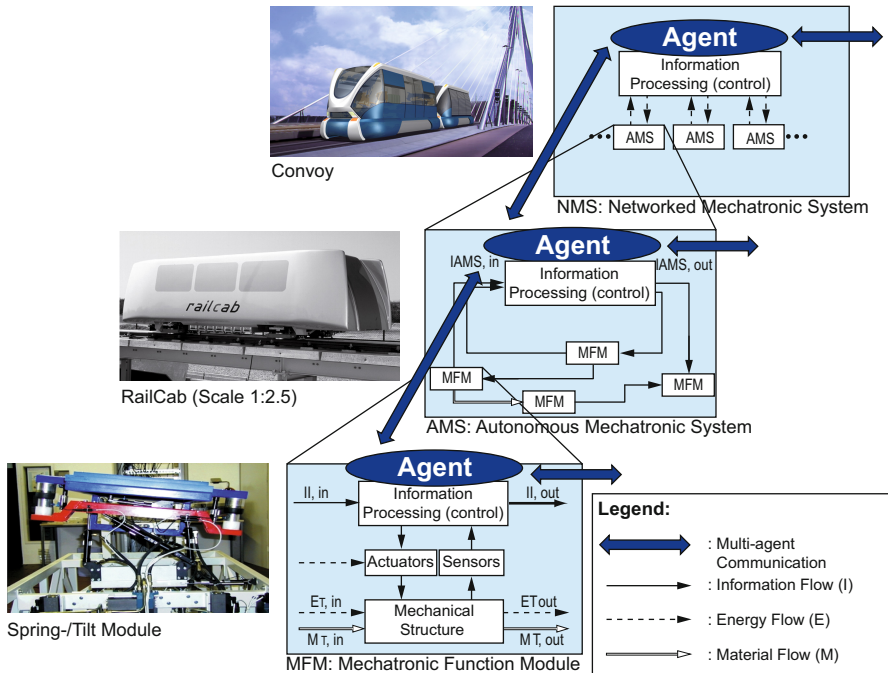 Agent
Information
Processing (control)
AMS
AMS
AMS
Convoy
NMS: Networked Mechatronic System
Agent
IAMS, in
IAMS, out
Information
Processing (control)
railcab
MFM
MFM
MFM
MFM
RailCab (Scale 1:2.5)
AMS: Autonomous Mechatronic System
Agent
II, in
II, out
Information
Processing (control)
Actuators
Sensors
ET, in
ETout
Mechanical
Structure
MT, in
MT, out
Spring-/Tilt Module
MFM: Mechatronic Function Module
Legend:
: Multi-agent
Communication
: Information Flow (I)
: Energy Flow (E)
: Material Flow (M)